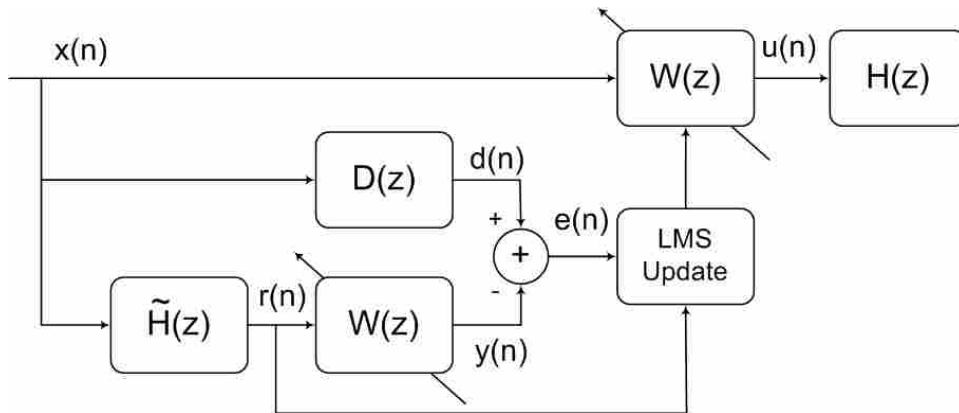 x(n)
W(z)
u(n)
H(z)
D(z)
d(n)
+
+
-
e(n)
LMS
Update
H̃(z)
r(n)
W(z)
y(n)